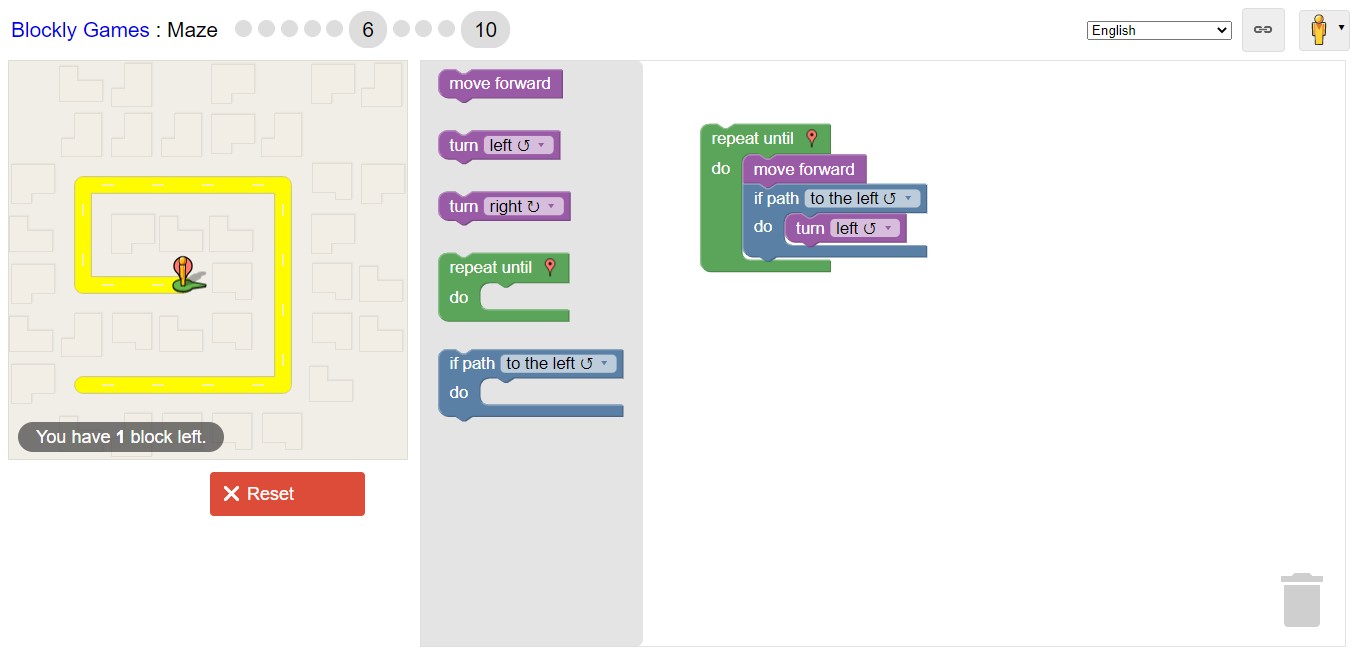 Blockly Games : Maze 6 10
English
move forward
turn left ↺
turn right ↻
repeat until
do
if path to the left ↺
do
repeat until
do move forward
if path to the left ↺
do turn left ↺
You have 1 block left.
Reset